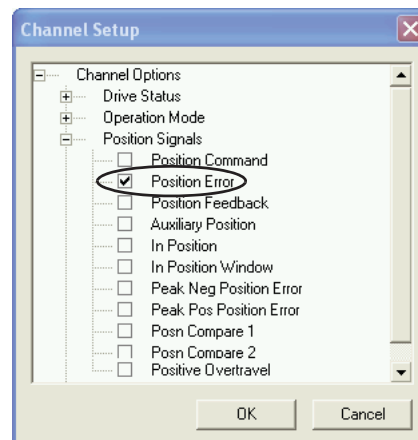 Channel Setup
Channel Options
Drive Status
Operation Mode
Position Signals
Position Command
Position Error
Position Feedback
Auxiliary Position
In Position
In Position Window
Peak Neg Position Error
Peak Pos Position Error
Posn Compare 1
Posn Compare 2
Positive Overtravel
OK Cancel